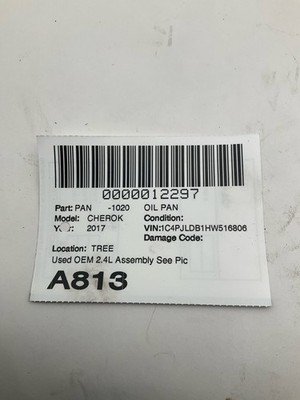 0000012297
Part: PAN -1020 OIL PAN
Model: CHEROK Condition:
2017 VIN:1C4PJLDB1HW516806
Damage Code:
Location: TREE
Used OEM 2.4L Assembly See Pic
A813